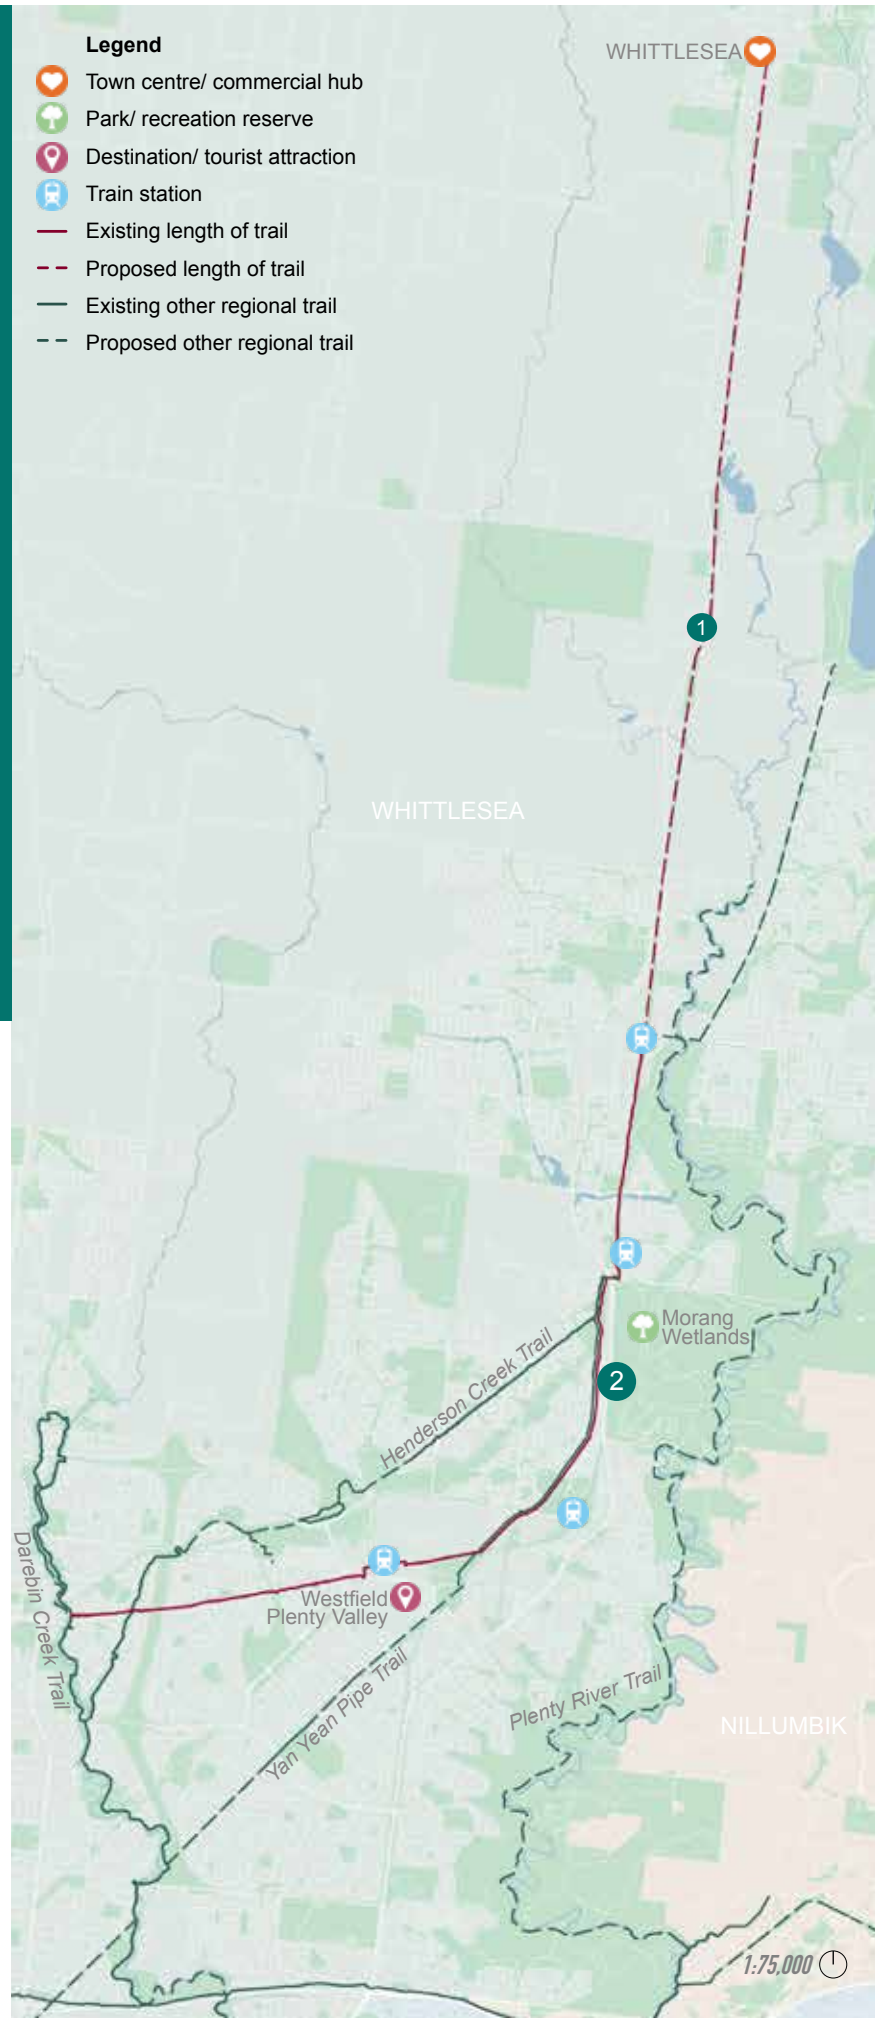 Legend
Town centre/ commercial hub
Park/ recreation reserve
Destination/ tourist attraction
Train station
Existing length of trail
Proposed length of trail
Existing other regional trail
Proposed other regional trail
WHITTLESEA
1
WHITTLESEA
Morang
Wetlands
2
Henderson Creek Trail
Darebin Creek Trail
Westfield
Plenty Valley
Yan Yean Pipe Trail
Plenty River Trail
NILLUMBIK
1:75,000